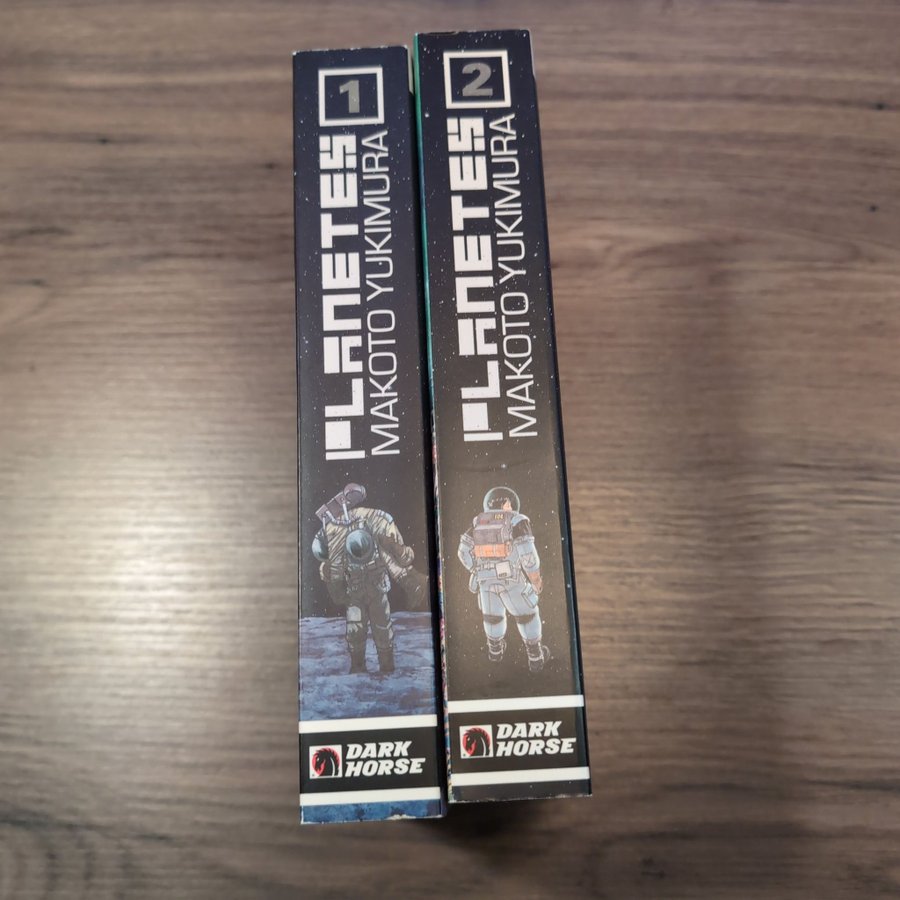 1
PLANETES
MAKOTO YUKIMURA
DARK
HORSE
2
PLANETES
MAKOTO YUKIMURA
DARK
HORSE